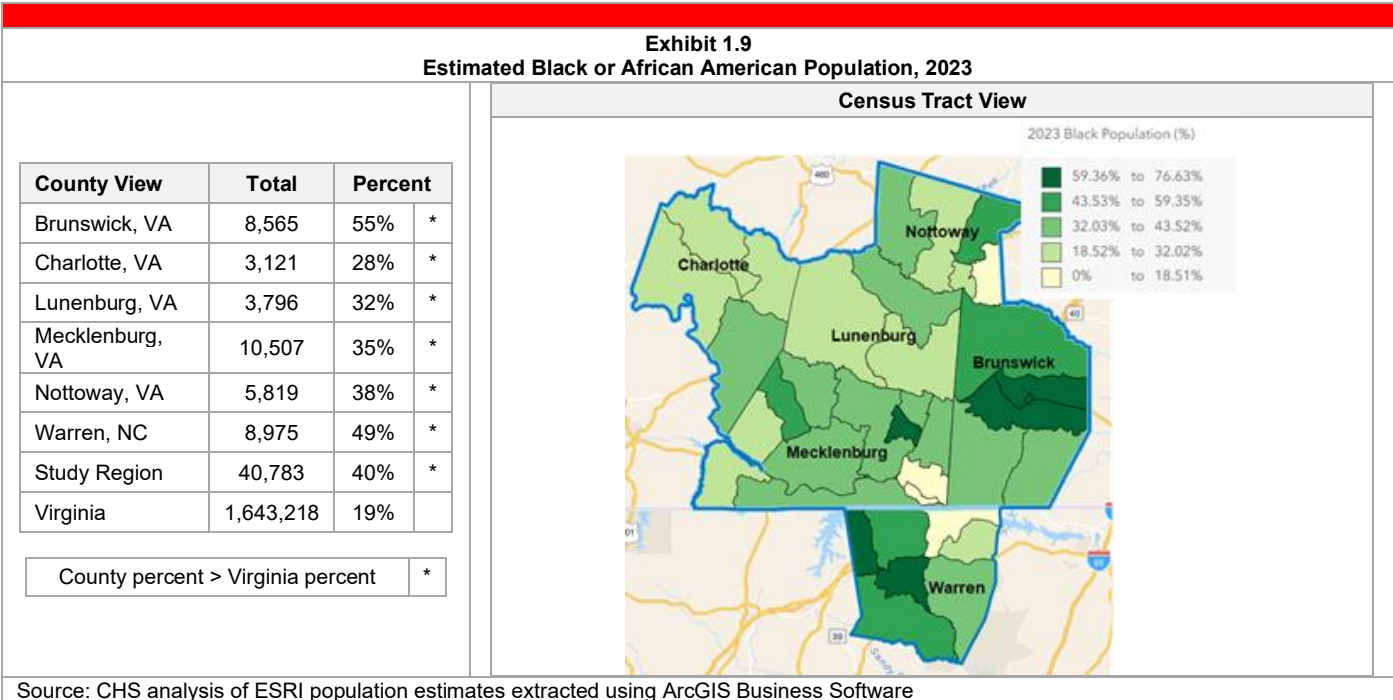 Exhibit 1.9
Estimated Black or African American Population, 2023
County View Total Percent
Brunswick, VA 8,565 55% *
Charlotte, VA 3,121 28% *
Lunenburg, VA 3,796 32% *
Mecklenburg,
VA 10,507 35% *
Nottoway, VA 5,819 38% *
Warren, NC 8,975 49% *
Study Region 40,783 40% *
Virginia 1,643,218 19%
County percent > Virginia percent *
Census Tract View
2023 Black Population (%)
59.36% to 76.63%
43.53% to 59.35%
32.03% to 43.52%
18.52% to 32.02%
0% to 18.51%
460
Nottoway
Charlotte
40
Lunenburg
Brunswick
Mecklenburg
01
Warren
39
Sandy
Source: CHS analysis of ESRI population estimates extracted using ArcGIS Business Software